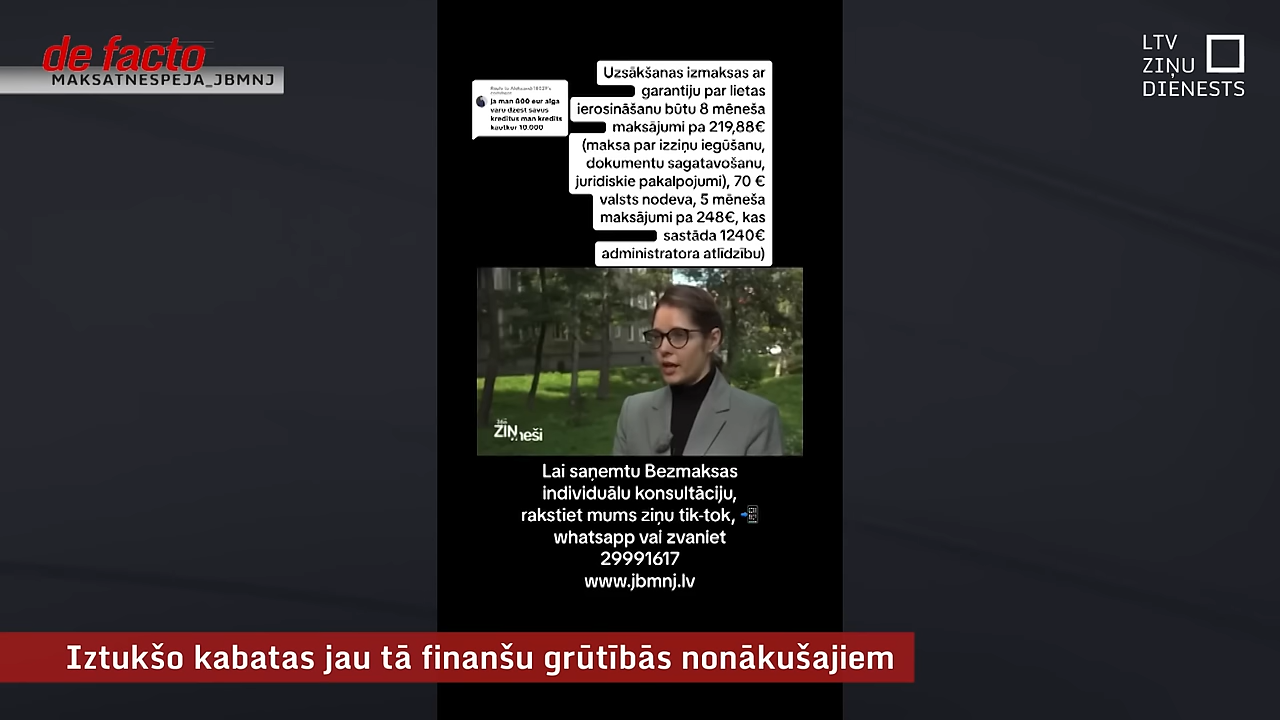 de facto
MAKSATNESPEJA_JBMNJ
LTV
ZIŅU
DIENESTS
ja man 800 eur alga
varu dzest savus
kreditus man kredits
kautkur 10.000
Uzsākšanas izmaksas ar
garantiju par lietas
ierosināšanu būtu 8 mēneša
maksājumi pa 219,88€
(maksa par izziņu iegūšanu,
dokumentu sagatavošanu,
juridiskie pakalpojumi), 70 €
valsts nodeva, 5 mēneša
maksājumi pa 248€, kas
sastāda 1240€
administratora atlīdzību)
Lai saņemtu Bezmaksas
individuālu konsultāciju,
rakstiet mums ziņu tik-tok,
whatsapp vai zvaniet
29991617
www.jbmnj.lv
Iztukšo kabatas jau tā finanšu grūtībās nonākušajiem